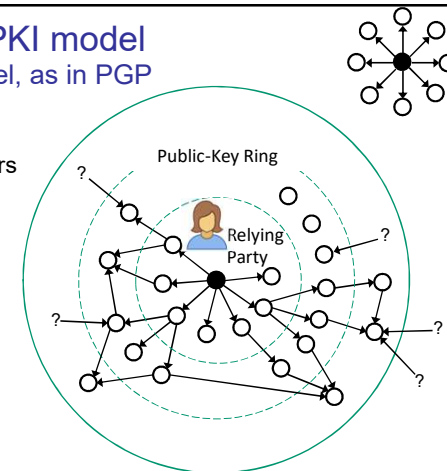 PKI model
el, as in PGP
rs
Public-Key Ring
?
Relying
Party
?
?
?
?